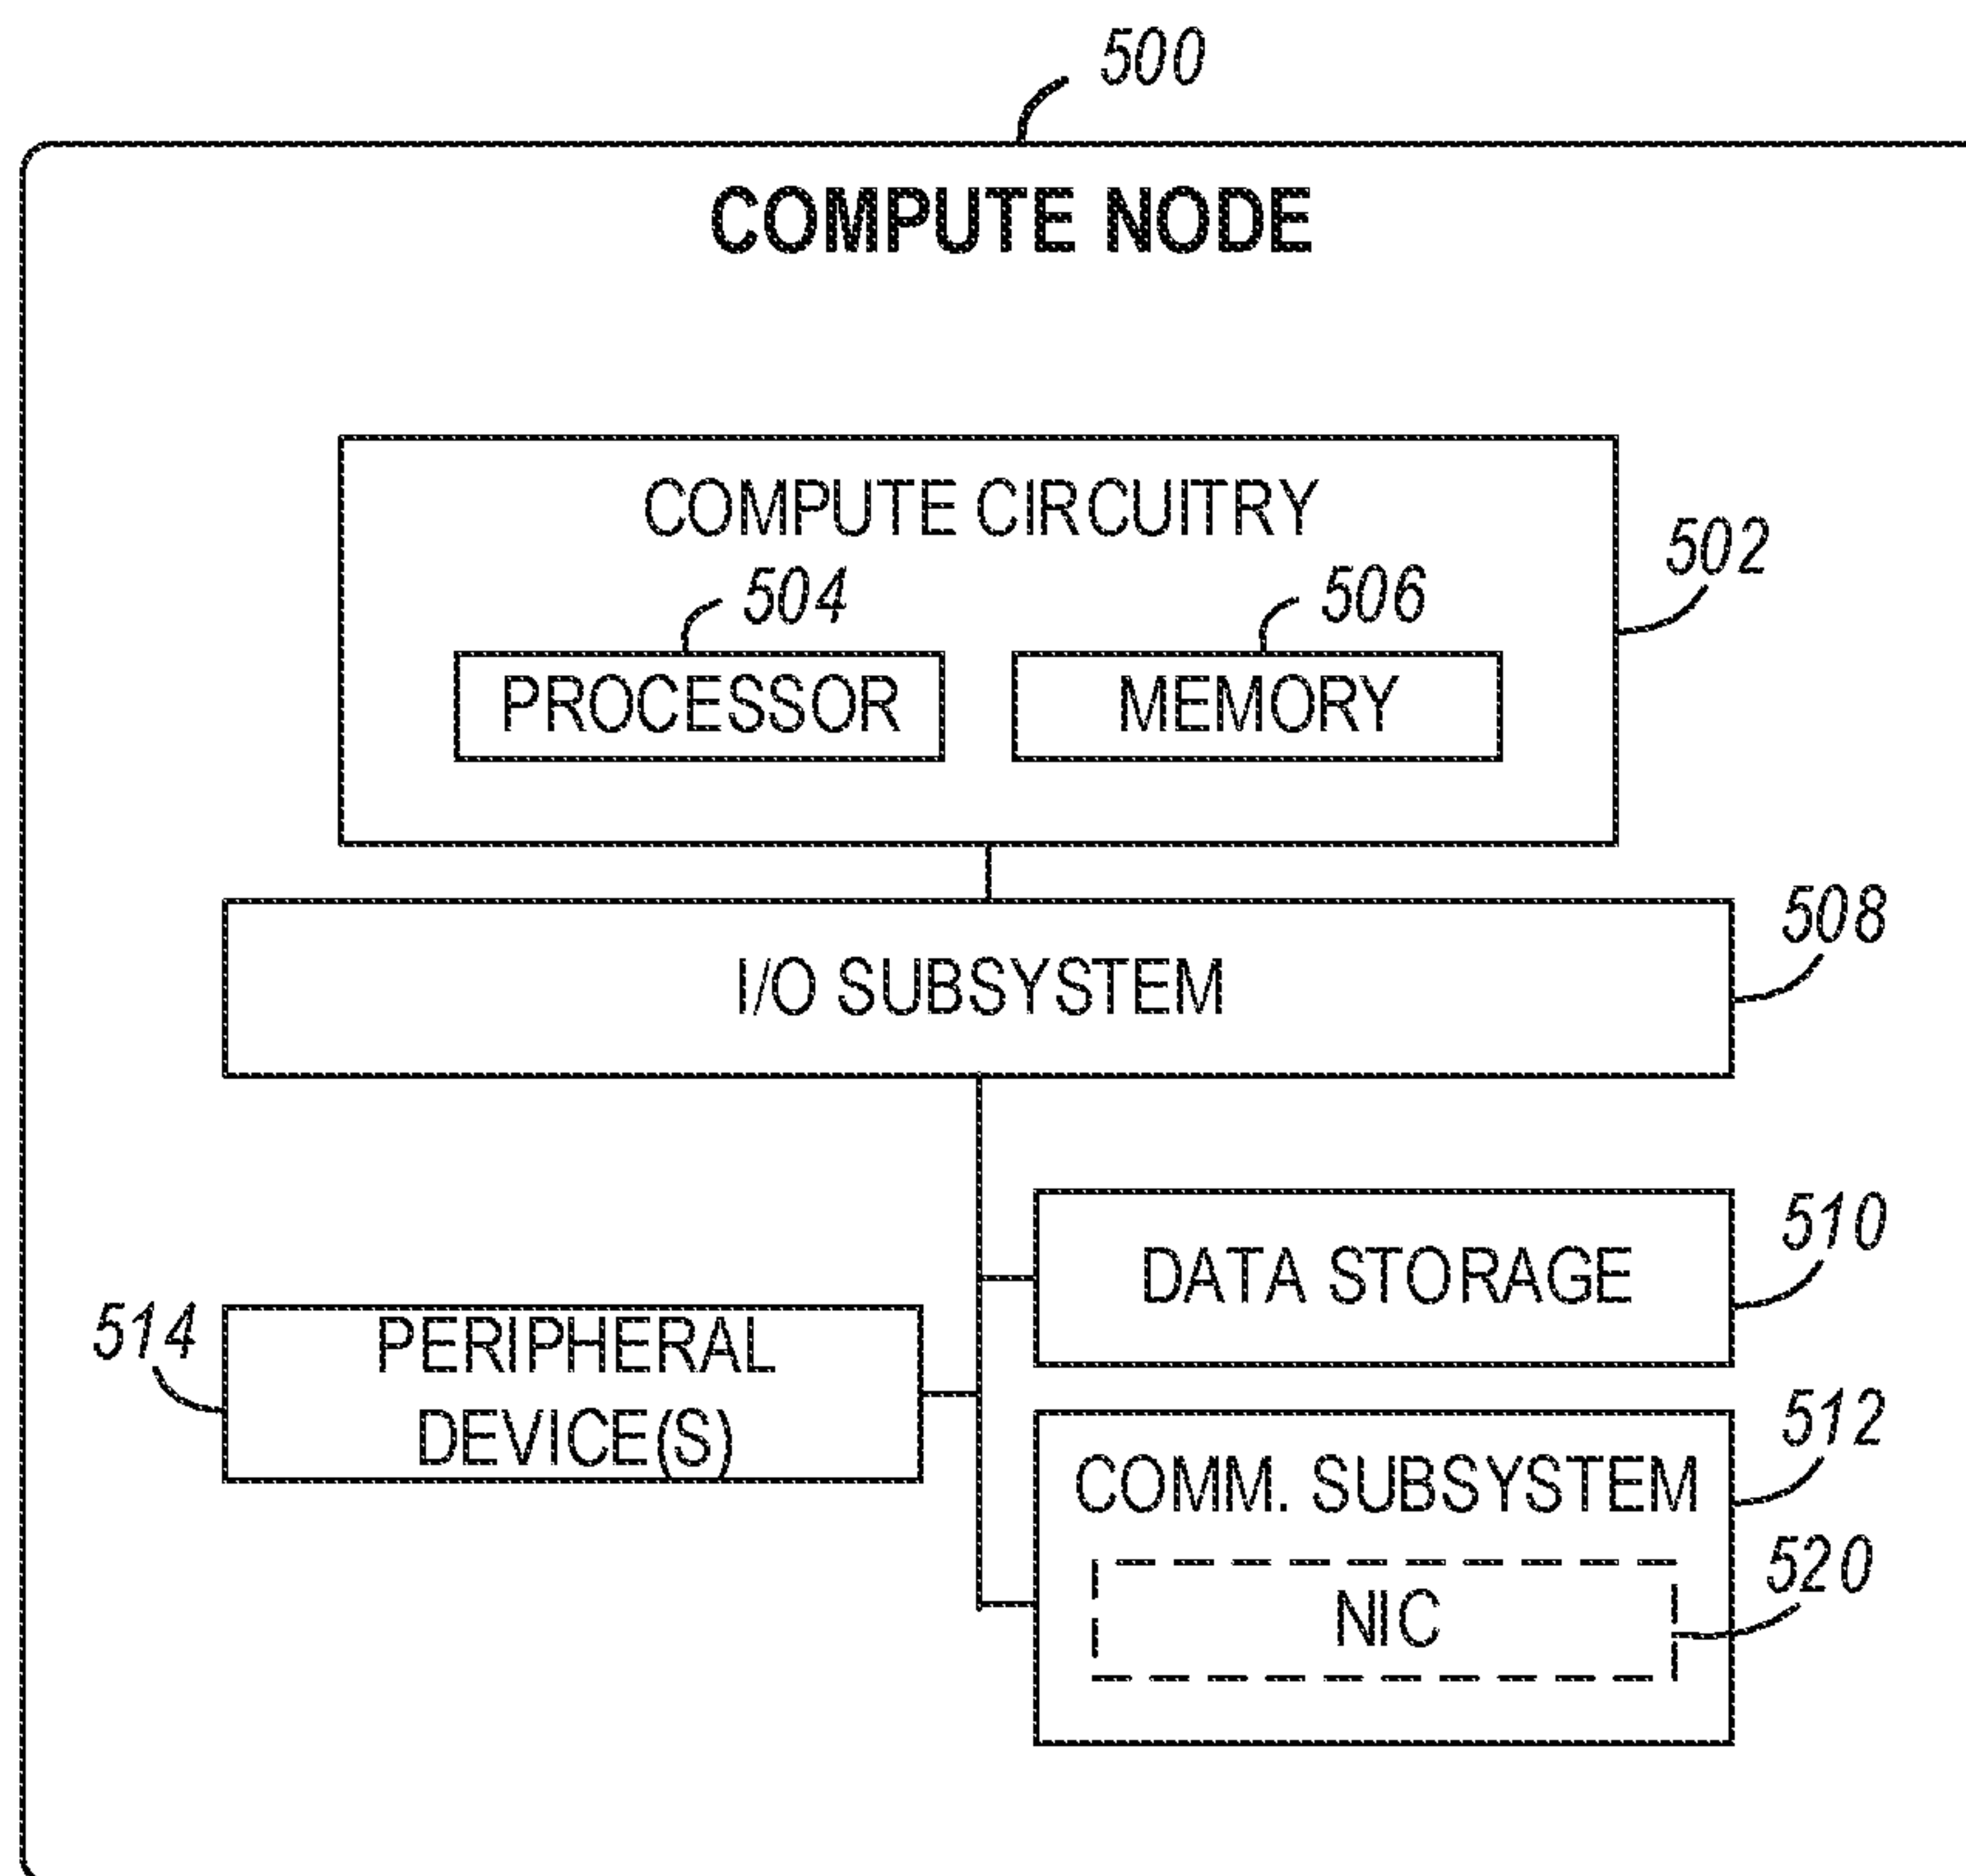 500
COMPUTE NODE
COMPUTE CIRCUITRY
502
504
506
PROCESSOR
MEMORY
508
I/O SUBSYSTEM
510
DATA STORAGE
514
PERIPHERAL
DEVICE(S)
512
COMM. SUBSYSTEM
520
NIC